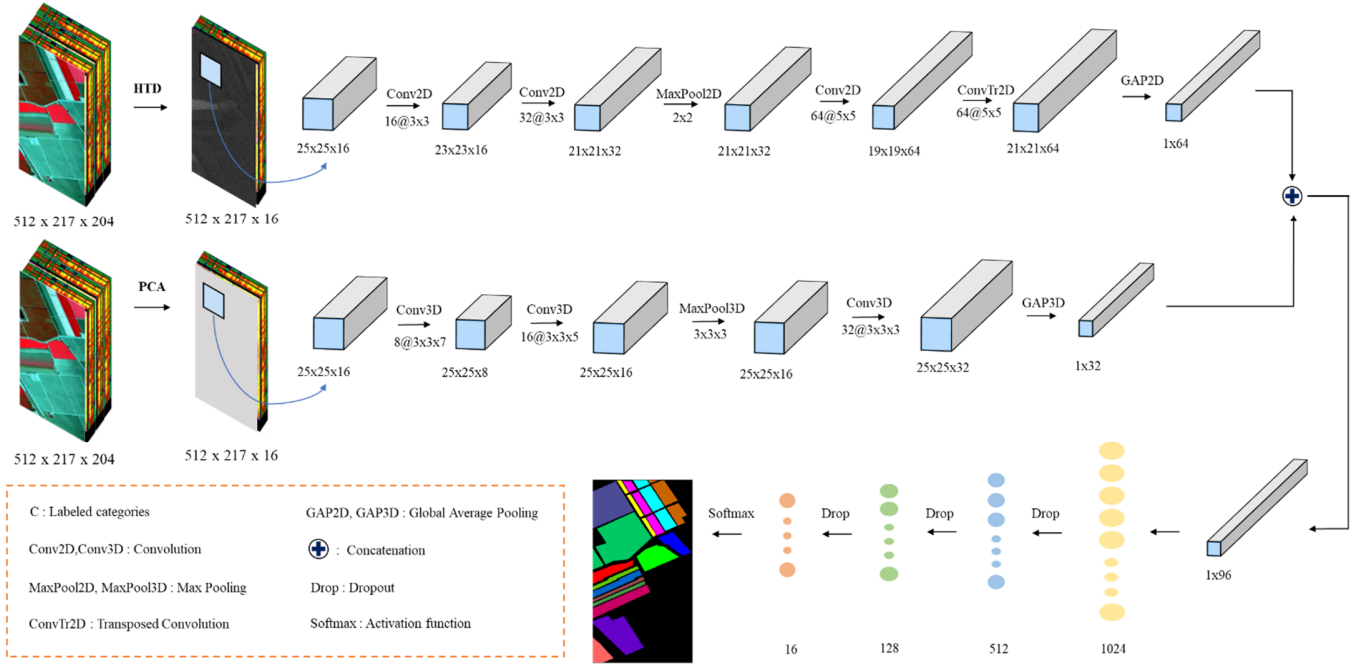 HTD
512 x 217 x 204
512 x 217 x 16
25x25x16
Conv2D
16@3x3
23x23x16
Conv2D
32@3x3
21x21x32
MaxPool2D
2x2
21x21x32
Conv2D
64@5x5
19x19x64
ConvTr2D
64@5x5
21x21x64
GAP2D
1x64
PCA
512 x 217 x 204
512 x 217 x 16
25x25x16
Conv3D
8@3x3x7
25x25x8
Conv3D
16@3x3x5
25x25x16
MaxPool3D
3x3x3
25x25x16
Conv3D
32@3x3x3
25x25x32
GAP3D
1x32
1x96
1024
Drop
512
Drop
128
Drop
16
Softmax
C : Labeled categories
Conv2D,Conv3D : Convolution
MaxPool2D, MaxPool3D : Max Pooling
ConvTr2D : Transposed Convolution
GAP2D, GAP3D : Global Average Pooling
: Concatenation
Drop : Dropout
Softmax : Activation function